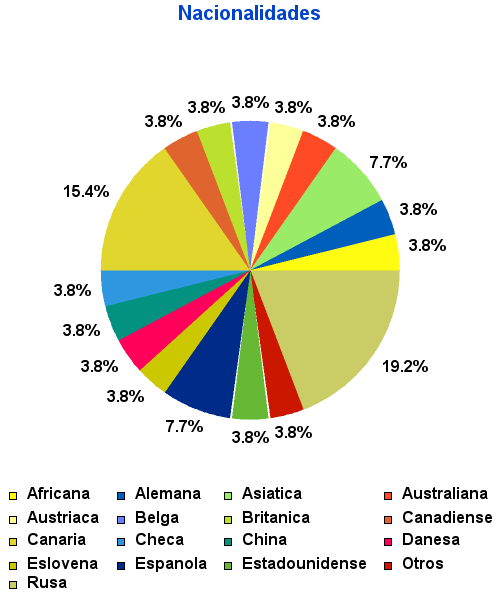 Nacionalidades
3.8% 3.8% 3.8%
3.8% 3.8%
7.7%
15.4%
3.8%
3.8%
3.8%
3.8%
3.8% 19.2%
3.8%
7.7%
3.8% 3.8%
Africana Alemana Asiatica Australiana
Austriaca Belga Britanica Canadiense
Canaria Checa China Danesa
Eslovena Espanola Estadounidense Otros
Rusa